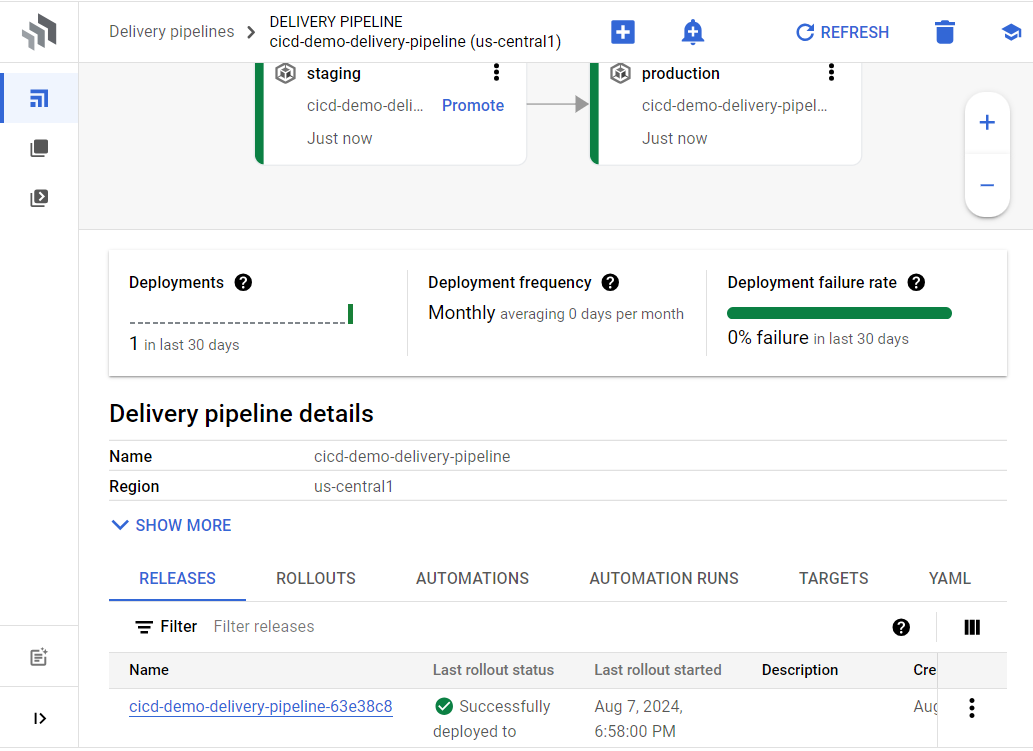 Delivery pipelines
DELIVERY PIPELINE
cicd-demo-delivery-pipeline (us-central1)
REFRESH
staging
cicd-demo-deli... Promote
Just now
production
cicd-demo-delivery-pipel...
Just now
Deployments
1 in last 30 days
Deployment frequency
Monthly averaging 0 days per month
Deployment failure rate
0% failure in last 30 days
Delivery pipeline details
Name cicd-demo-delivery-pipeline
Region us-central1
SHOW MORE
RELEASES ROLLOUTS AUTOMATIONS AUTOMATION RUNS TARGETS YAML
Filter Filter releases
Name Last rollout status Last rollout started Description Cre
cicd-demo-delivery-pipeline-63e38c8 Successfully Aug 7, 2024, Aug
deployed to 6:58:00 PM